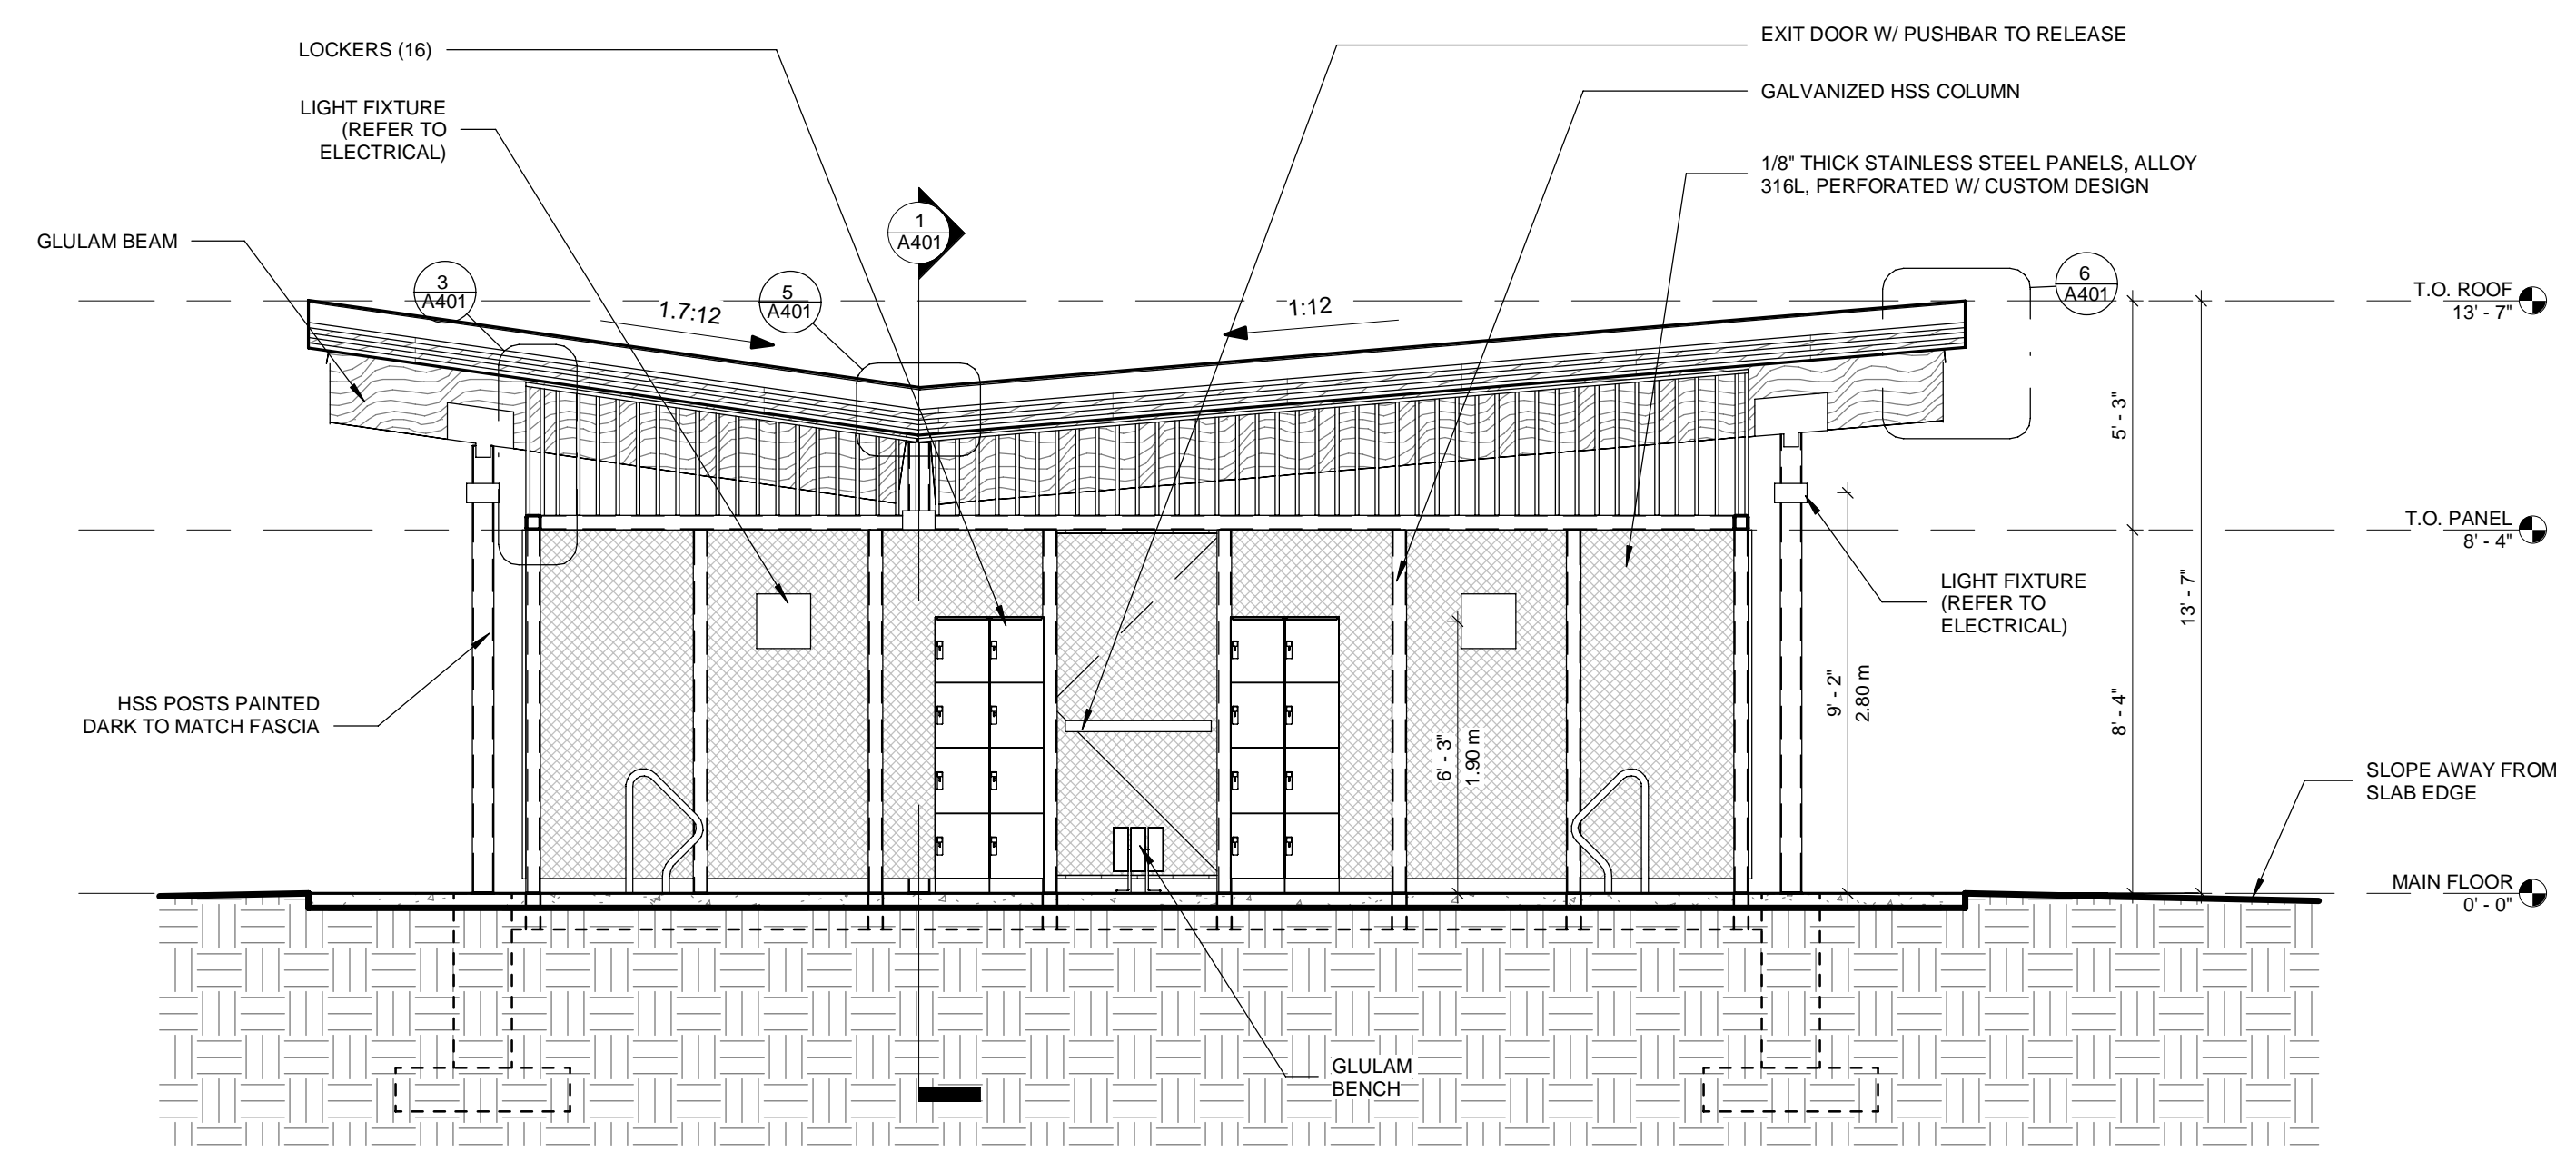 LOCKERS (16)
LIGHT FIXTURE
(REFER TO
ELECTRICAL)
GLULAM BEAM
3
A401
1.7:12
5
A401
1
A401
1:12
EXIT DOOR W/ PUSHBAR TO RELEASE
GALVANIZED HSS COLUMN
1/8" THICK STAINLESS STEEL PANELS, ALLOY
316L, PERFORATED W/ CUSTOM DESIGN
6
A401
T.O. ROOF
13' - 7"
5' - 3"
T.O. PANEL
8' - 4"
LIGHT FIXTURE
(REFER TO
ELECTRICAL)
13' - 7"
HSS POSTS PAINTED
DARK TO MATCH FASCIA
6' - 3"
1.90 m
9' - 2"
2.80 m
8' - 4"
SLOPE AWAY FROM
SLAB EDGE
MAIN FLOOR
0' - 0"
GLULAM
BENCH